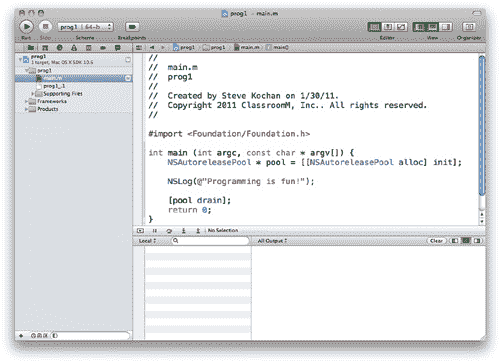 prog1 – main.m
prog1 | 64-b
Run
Stop
Scheme
Breakpoints
Editor
View
Organizer
prog1
prog1
main.m
main()
prog1
1 target, Mac OS X SDK 10.6
prog1
main.m
prog1_.1
Supporting Files
Frameworks
Products
//
// main.m
// prog1
//
// Created by Steve Kochan on 1/30/11.
// Copyright 2011 ClassroomM, Inc.. All rights reserved.
//
#import <Foundation/Foundation.h>
int main (int argc, const char * argv[]) {
NSAutoreleasePool * pool = [[NSAutoreleasePool alloc] init];
NSLog(@"Programming is fun!");
[pool drain];
return 0;
}
No Selection
Local
All Output
Clear